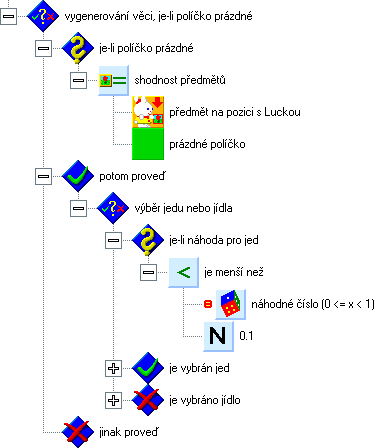 vygenerování věci, je-li políčko prázdné
je-li políčko prázdné
shodnost předmětů
předmět na pozici s Luckou
prázdné políčko
potom proveď
výběr jedu nebo jídla
je-li náhoda pro jed
je menší než
náhodné číslo (0 <= x < 1)
N 0.1
je vybrán jed
je vybráno jídlo
jinak proveď